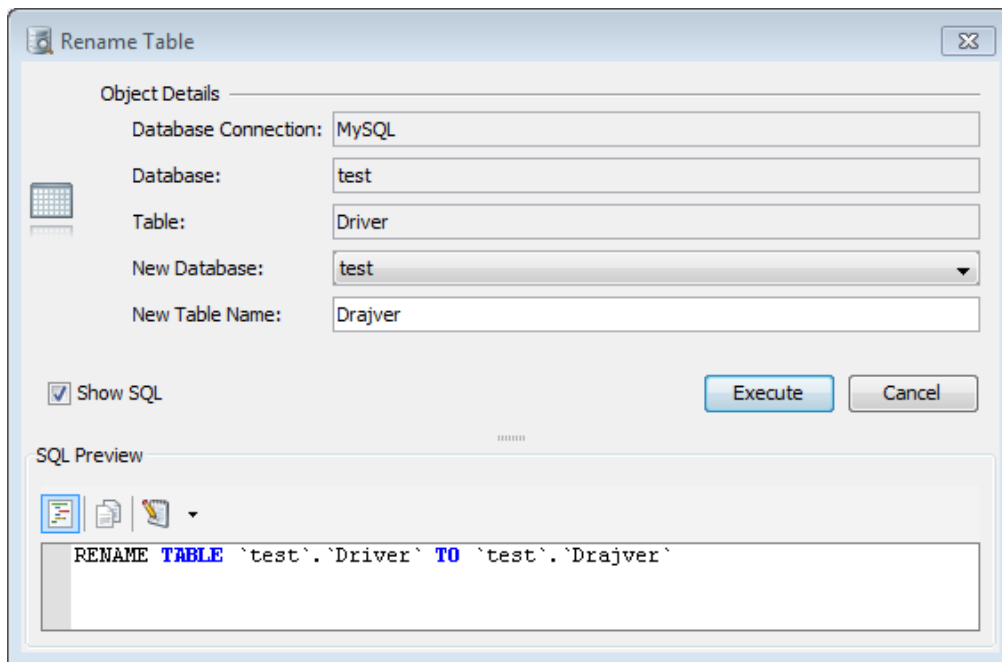 Rename Table
Object Details
Database Connection: MySQL
Database: test
Table: Driver
New Database: test
New Table Name: Drajver
Show SQL Execute Cancel
SQL Preview
RENAME TABLE `test`.`Driver` TO `test`.`Drajver`